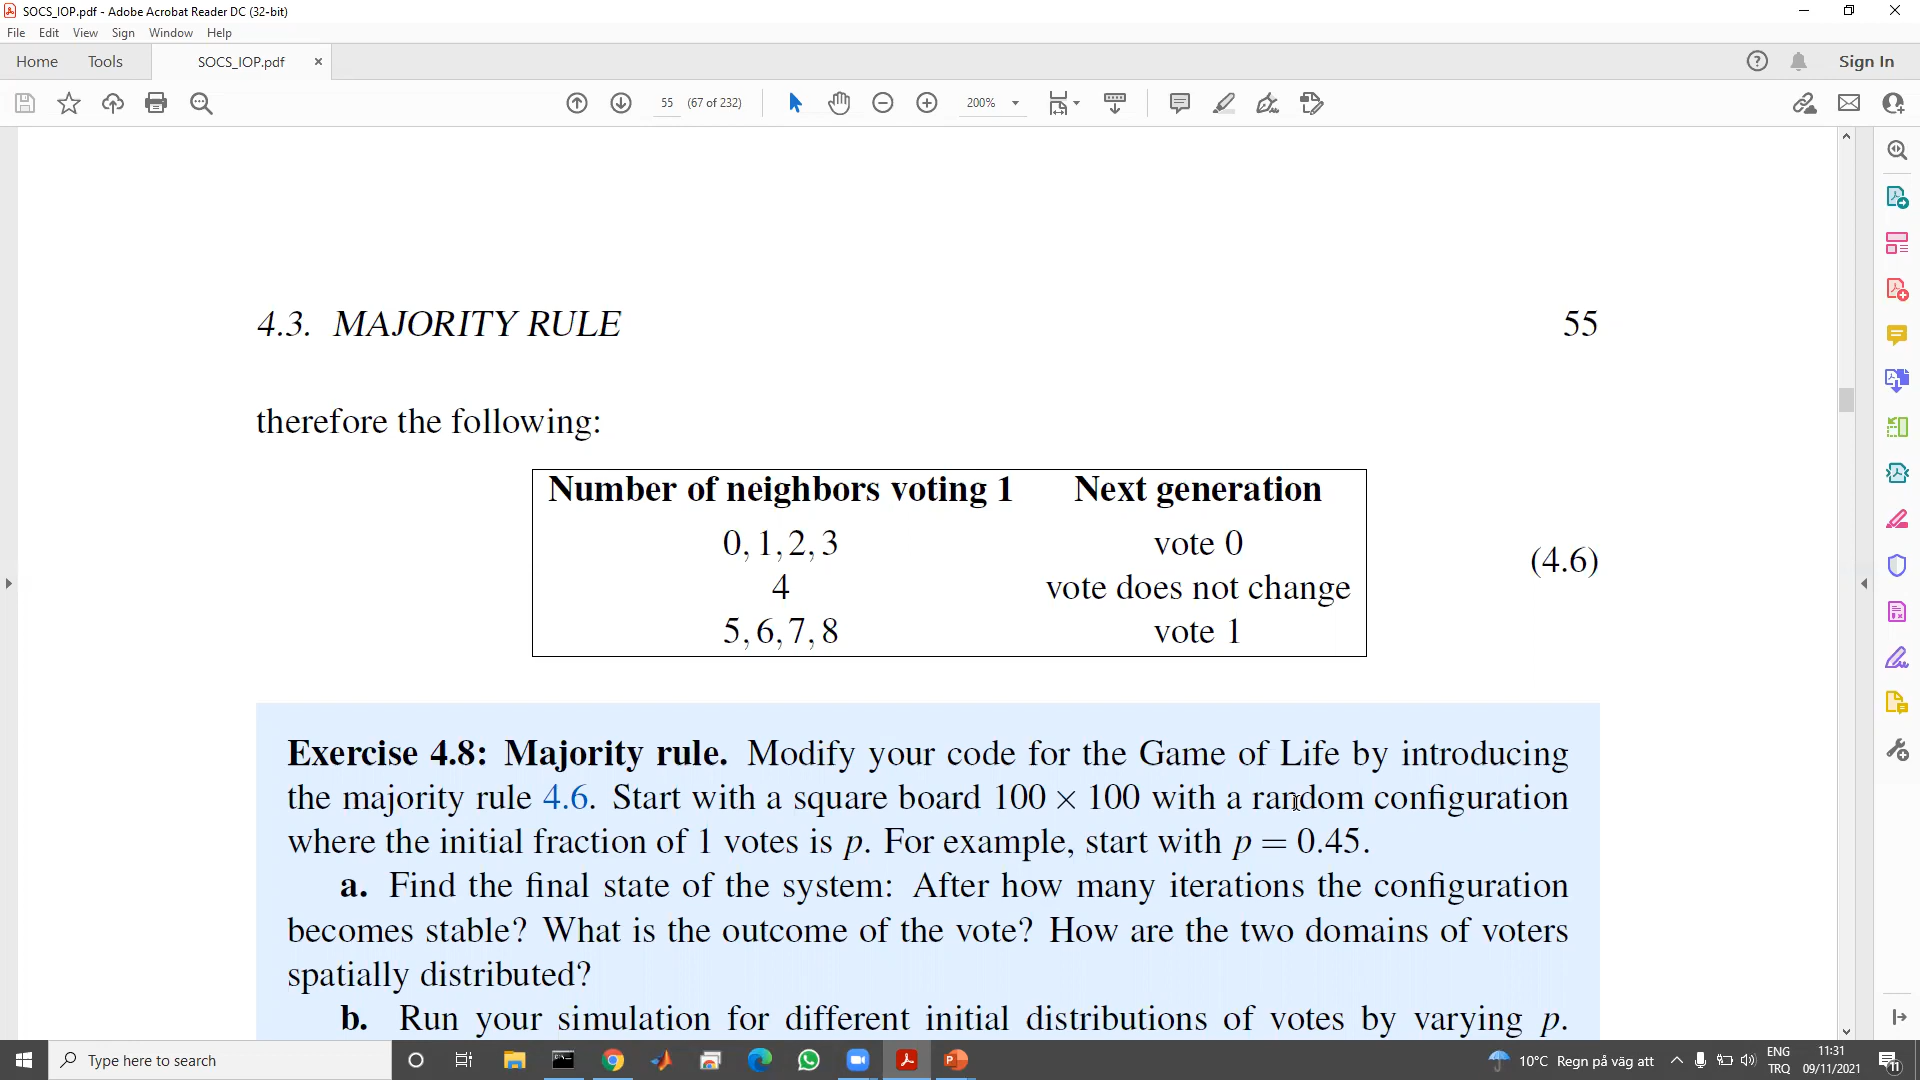 SOCS_IOP.pdf - Adobe Acrobat Reader DC (32-bit)
File Edit View Sign Window Help
Home Tools SOCS_IOP.pdf × Sign In
55 (67 of 232) 200%
4.3. MAJORITY RULE 55
therefore the following:
Number of neighbors voting 1 Next generation
0, 1, 2, 3 vote 0
4 vote does not change (4.6)
5, 6, 7, 8 vote 1
Exercise 4.8: Majority rule. Modify your code for the Game of Life by introducing
the majority rule 4.6. Start with a square board 100 × 100 with a random configuration
where the initial fraction of 1 votes is p. For example, start with p = 0.45.
a. Find the final state of the system: After how many iterations the configuration
becomes stable? What is the outcome of the vote? How are the two domains of voters
spatially distributed?
b. Run your simulation for different initial distributions of votes by varying p.
Type here to search
10°C Regn på väg att
ENG
TRQ
11:31
09/11/2021
11